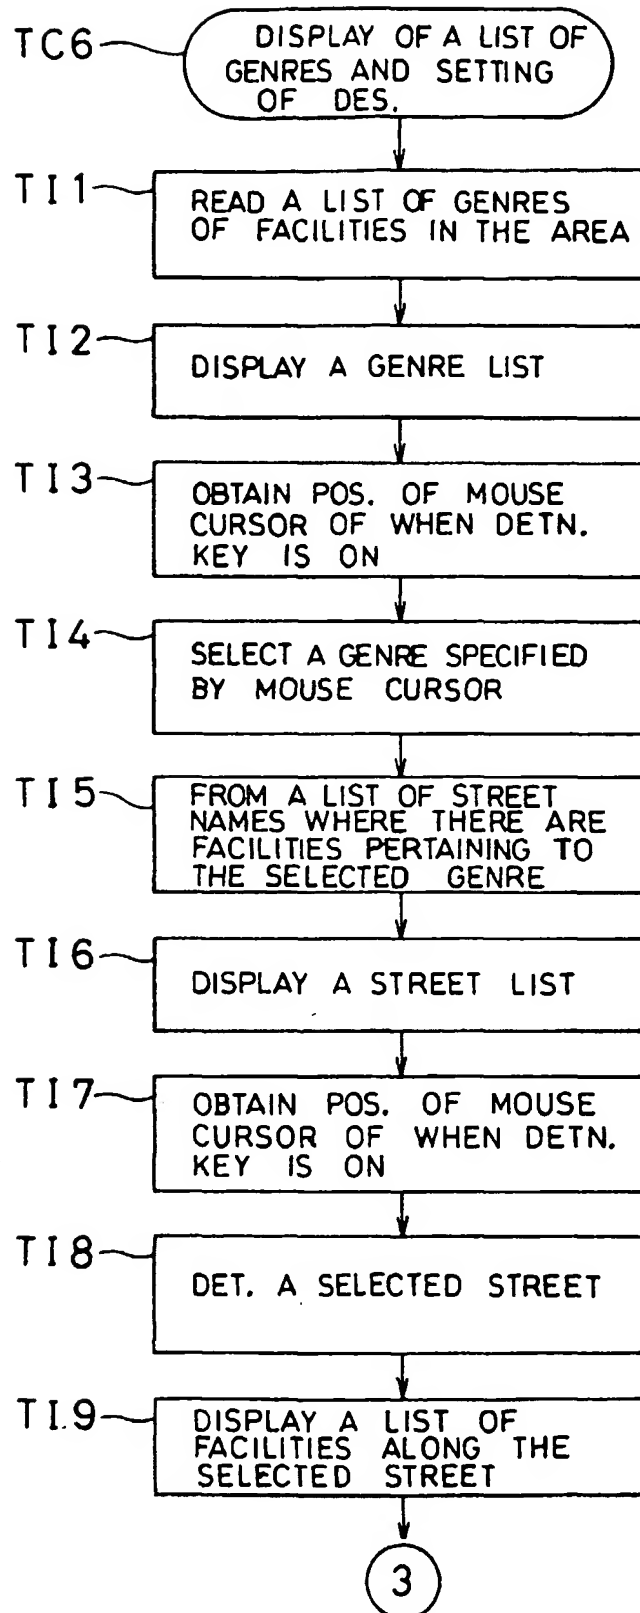 TC6
DISPLAY OF A LIST OF
GENRES AND SETTING
OF DES.
TI1
READ A LIST OF GENRES
OF FACILITIES IN THE AREA
TI2
DISPLAY A GENRE LIST
TI3
OBTAIN POS. OF MOUSE
CURSOR OF WHEN DETN.
KEY IS ON
TI4
SELECT A GENRE SPECIFIED
BY MOUSE CURSOR
TI5
FROM A LIST OF STREET
NAMES WHERE THERE ARE
FACILITIES PERTAINING TO
THE SELECTED GENRE
TI6
DISPLAY A STREET LIST
TI7
OBTAIN POS. OF MOUSE
CURSOR OF WHEN DETN.
KEY IS ON
TI8
DET. A SELECTED STREET
TI9
DISPLAY A LIST OF
FACILITIES ALONG THE
SELECTED STREET
3